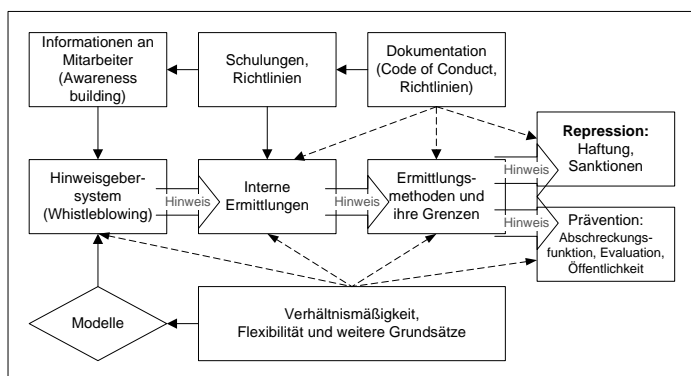 Informationen an
Mitarbeiter
(Awareness
building)
Schulungen,
Richtlinien
Dokumentation
(Code of Conduct,
Richtlinien)
Repression:
Haftung,
Sanktionen
Hinweisgeber-
system
(Whistleblowing)
Hinweis
Interne
Ermittlungen
Hinweis
Ermittlungs-
methoden und
ihre Grenzen
Hinweis
Hinweis
Prävention:
Abschreckungs-
funktion, Evaluation,
Öffentlichkeit
Modelle
Verhältnismäßigkeit,
Flexibilität und weitere Grundsätze